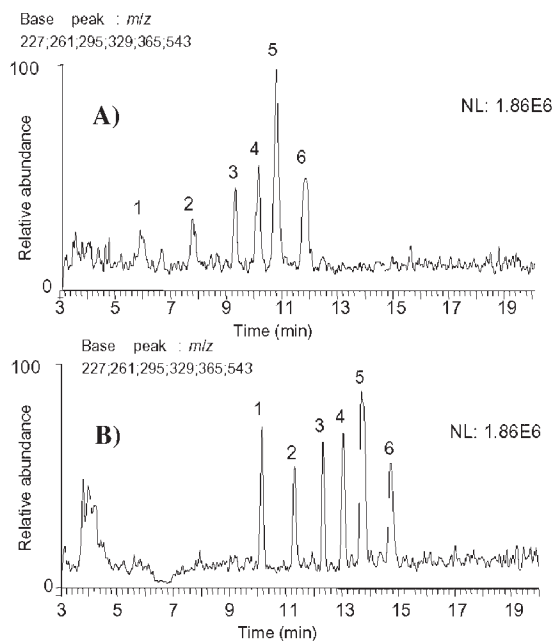 Base peak : m/z
227;261;295;329;365;543
100
5
A)
NL: 1.86E6
4
6
3
1
2
Relative abundance
0
3 5 7 9 11 13 15 17 19
Time (min)
Base peak : m/z
227;261;295;329;365;543
100
5
B)
NL: 1.86E6
1
3
4
2
6
Relative abundance
0
3 5 7 9 11 13 15 17 19
Time (min)